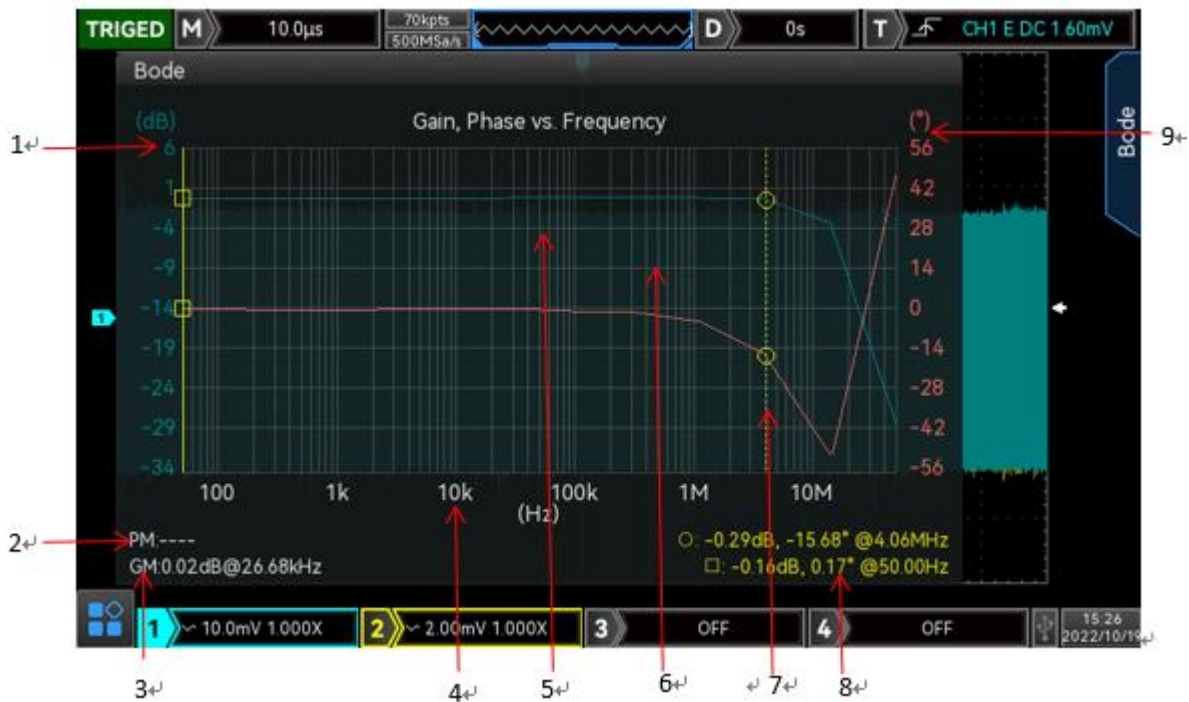 TRIGED M 10.0μs 70kpts 500MSa/s D 0s T CH1 E DC 1.60mV
Bode
Bode
(dB) Gain, Phase vs. Frequency (°)
1 6 56 9
1 42
-4 28
-9 14
1 -14 0
-19 -14
-24 -28
-29 -42
-34 -56
100 1k 10k 100k 1M 10M
(Hz)
2 PM:---- O: -0.29dB, -15.68° @4.06MHz
GM:0.02dB@26.68kHz □: -0.16dB, 0.17° @50.00Hz
1 10.0mV 1.000X 2 2.00mV 1.000X 3 OFF 4 OFF 15:26
2022/10/19
3 4 5 6 7 8